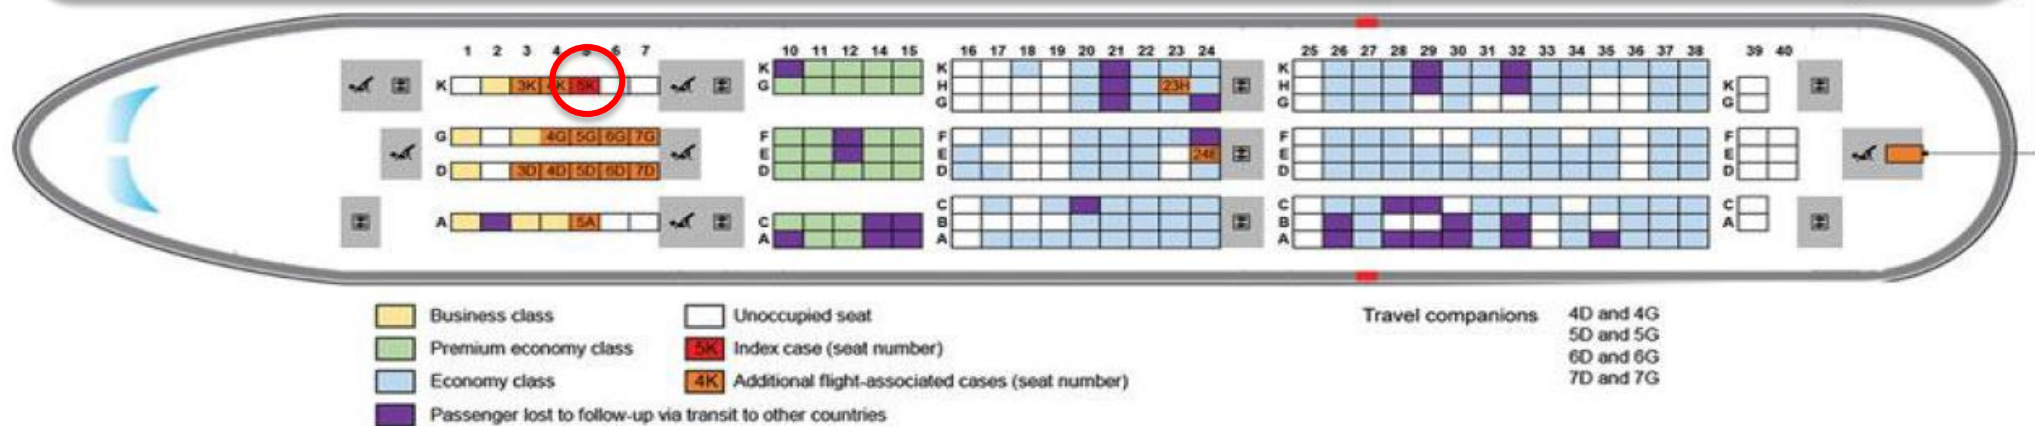 1 2 3 4 6 7 10 11 12 14 15 16 17 18 19 20 21 22 23 24 25 26 27 28 29 30 31 32 33 34 35 36 37 38 39 40
K 3K 5K K K K
G H 23H H K
G G G
G 4G 5G 6G 7G F F F F
E E 24E E E
D 3D 4D 5D 6D 7D D D D D
C C C
A 5A C B B A
A A A
Business class Unoccupied seat Travel companions 4D and 4G
5D and 5G
Premium economy class 5K Index case (seat number) 6D and 6G
7D and 7G
Economy class 4K Additional flight-associated cases (seat number)
Passenger lost to follow-up via transit to other countries